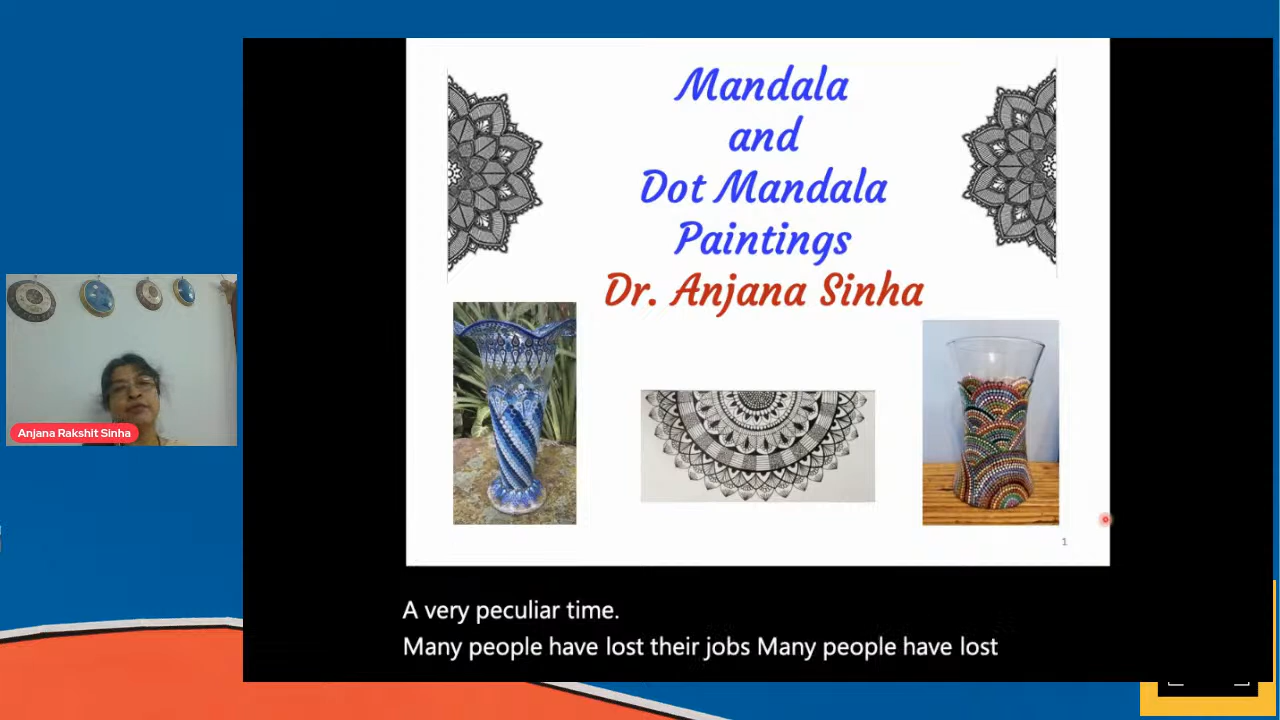 Mandala
and
Dot Mandala
Paintings
Dr. Anjana Sinha
Anjana Rakshit Sinha
1
A very peculiar time.
Many people have lost their jobs Many people have lost